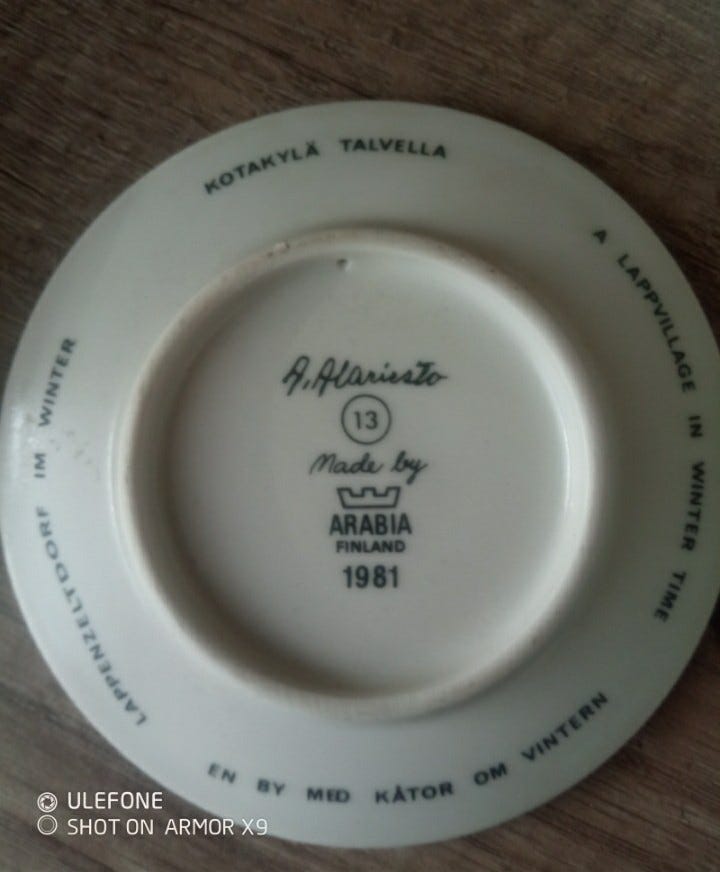 KOTAKYLÄ TALVELLA
A LAPPVILLAGE IN WINTER TIME
EN BY MED KÅTOR OM VINTERN
LAPPENZELTDORF IM WINTER
A. Alariesto
13
Made by
ARABIA
FINLAND
1981
ULEFONE
SHOT ON ARMOR X9